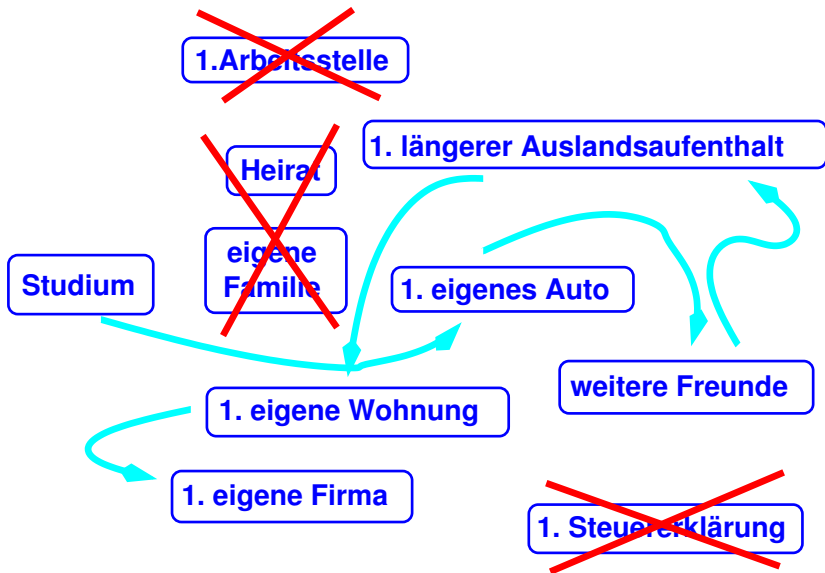 1.Arbeitsstelle
1. längerer Auslandsaufenthalt
Heirat
eigene
Familie
Studium
1. eigenes Auto
weitere Freunde
1. eigene Wohnung
1. eigene Firma
1. Steuererklärung